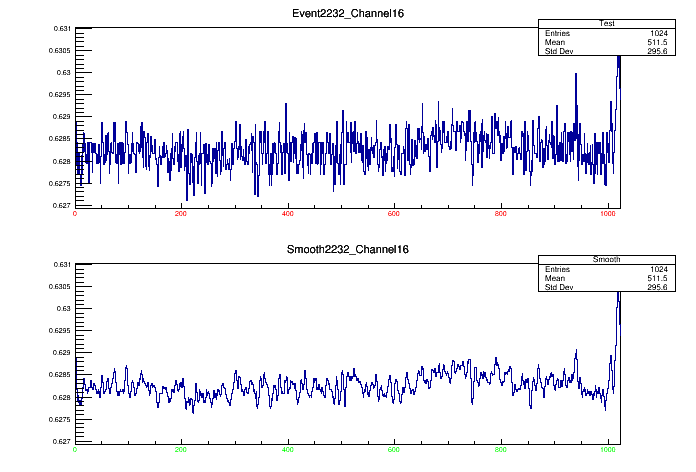 Event2232_Channel16
Test
Entries 1024
Mean 511.5
Std Dev 295.6
0.631
0.6305
0.63
0.6295
0.629
0.6285
0.628
0.6275
0.627
0 200 400 600 800 1000
Smooth2232_Channel16
Smooth
Entries 1024
Mean 511.5
Std Dev 295.6
0.631
0.6305
0.63
0.6295
0.629
0.6285
0.628
0.6275
0.627
0 200 400 600 800 1000